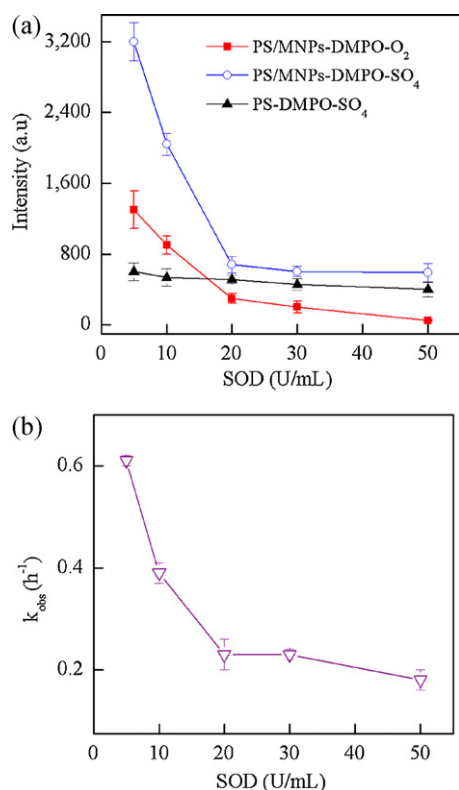 (a)
PS/MNPs-DMPO-O₂
PS/MNPs-DMPO-SO₄
PS-DMPO-SO₄
Intensity (a.u)
3,200
2,400
1,600
800
0
0 10 20 30 40 50
SOD (U/mL)
(b)
k_obs (h⁻¹)
0.6
0.4
0.2
0 10 20 30 40 50
SOD (U/mL)